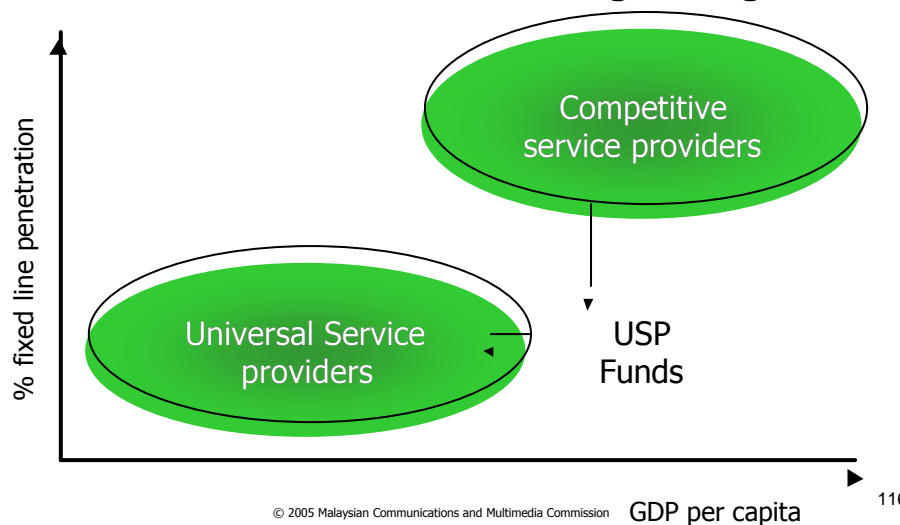 Competitive
service providers
% fixed line penetration
Universal Service
providers
USP
Funds
© 2005 Malaysian Communications and Multimedia Commission
GDP per capita
116